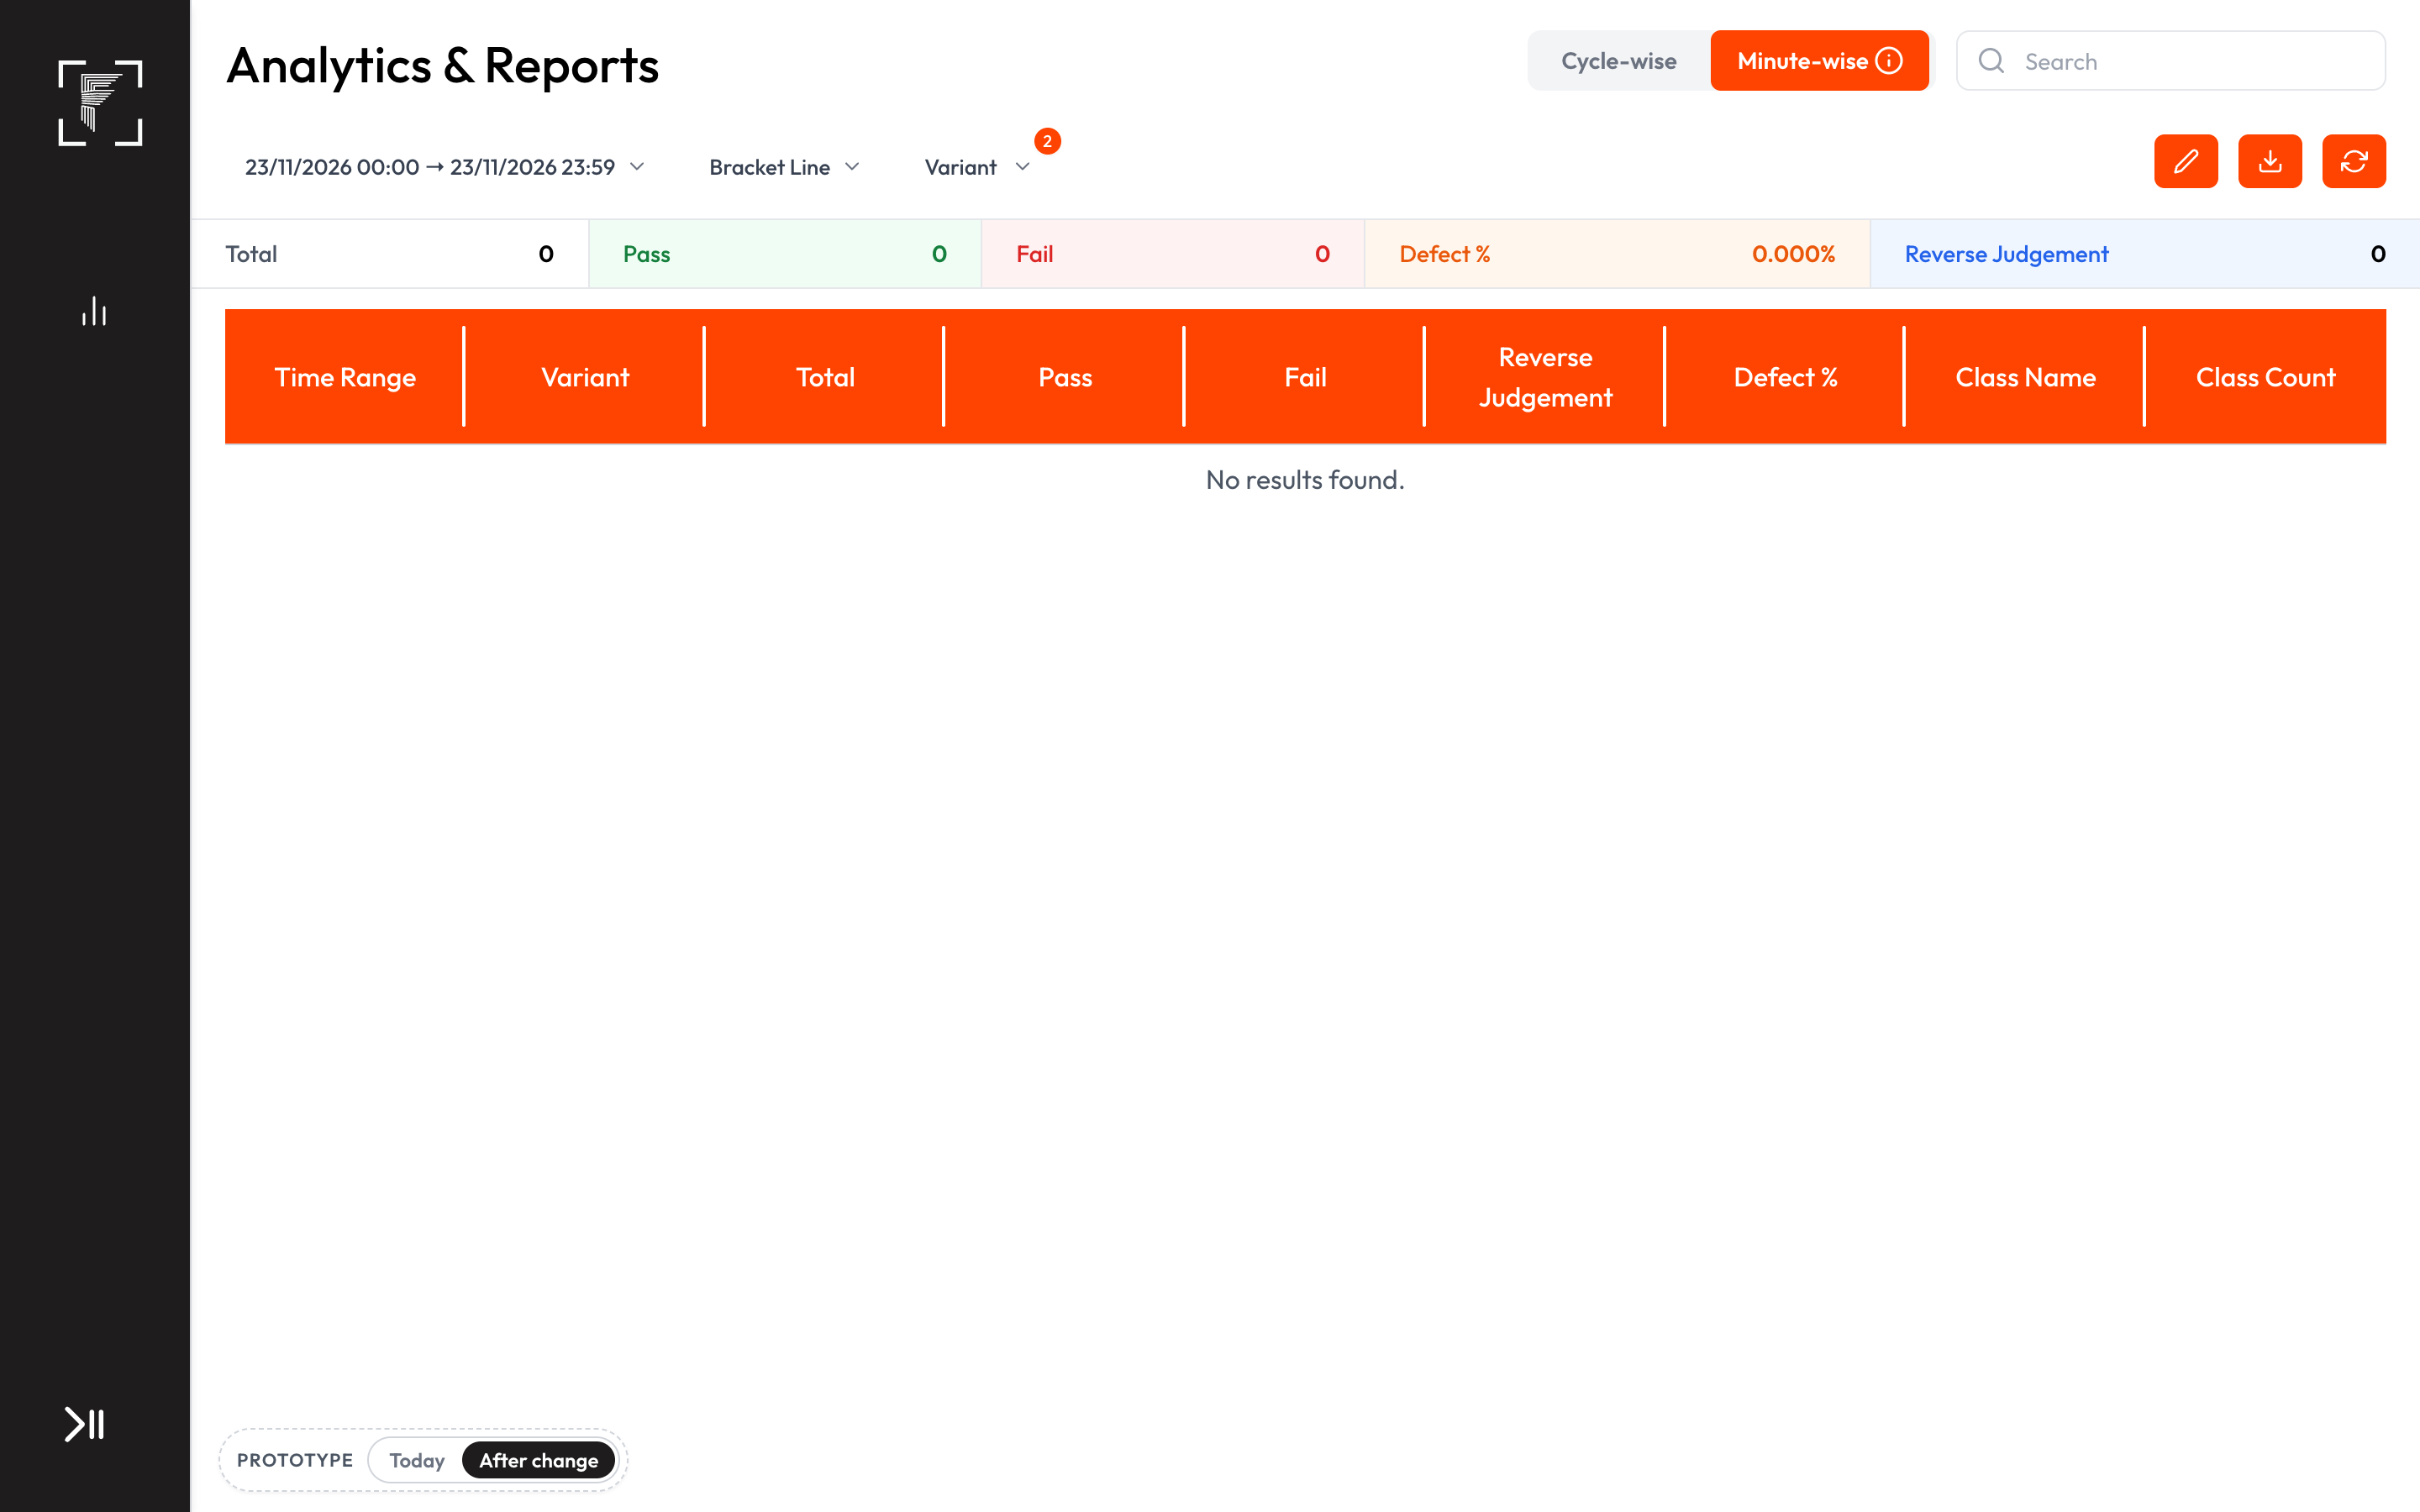 Analytics & Reports
Cycle-wise
Minute-wise
Search
23/11/2026 00:00 → 23/11/2026 23:59
Bracket Line
Variant
2
Total 0
Pass 0
Fail 0
Defect % 0.000%
Reverse Judgement 0
Time Range
Variant
Total
Pass
Fail
Reverse
Judgement
Defect %
Class Name
Class Count
No results found.
PROTOTYPE
Today
After change